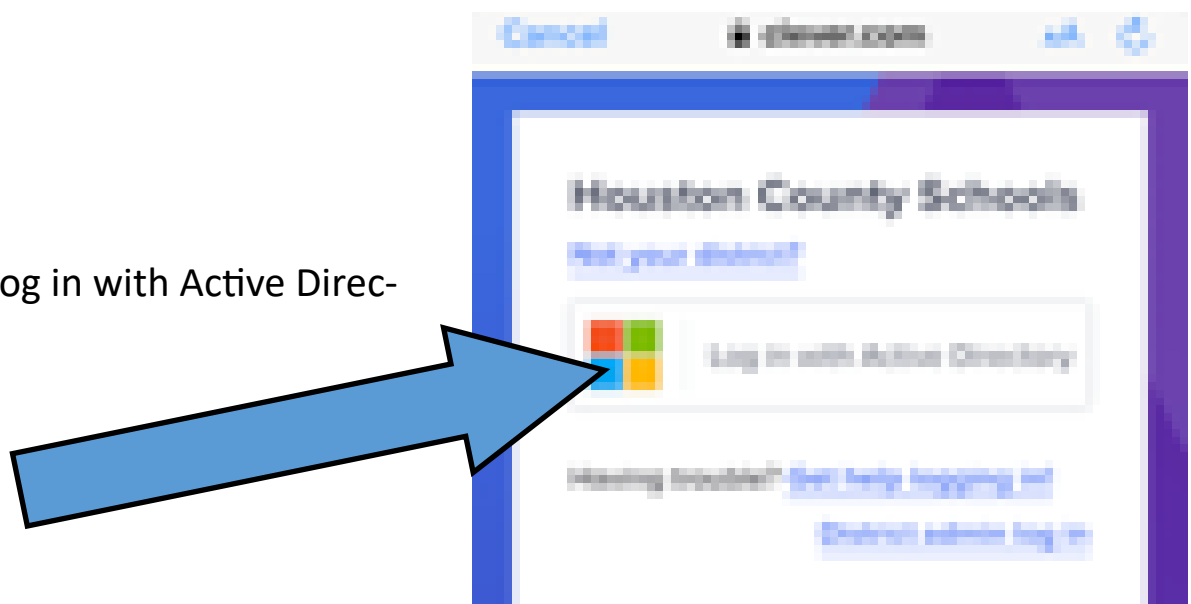 Cancel clever.com AA
Houston County Schools
Not your district?
og in with Active Direc-
Log in with Active Directory
Having trouble? Get help logging in!
District admin log in